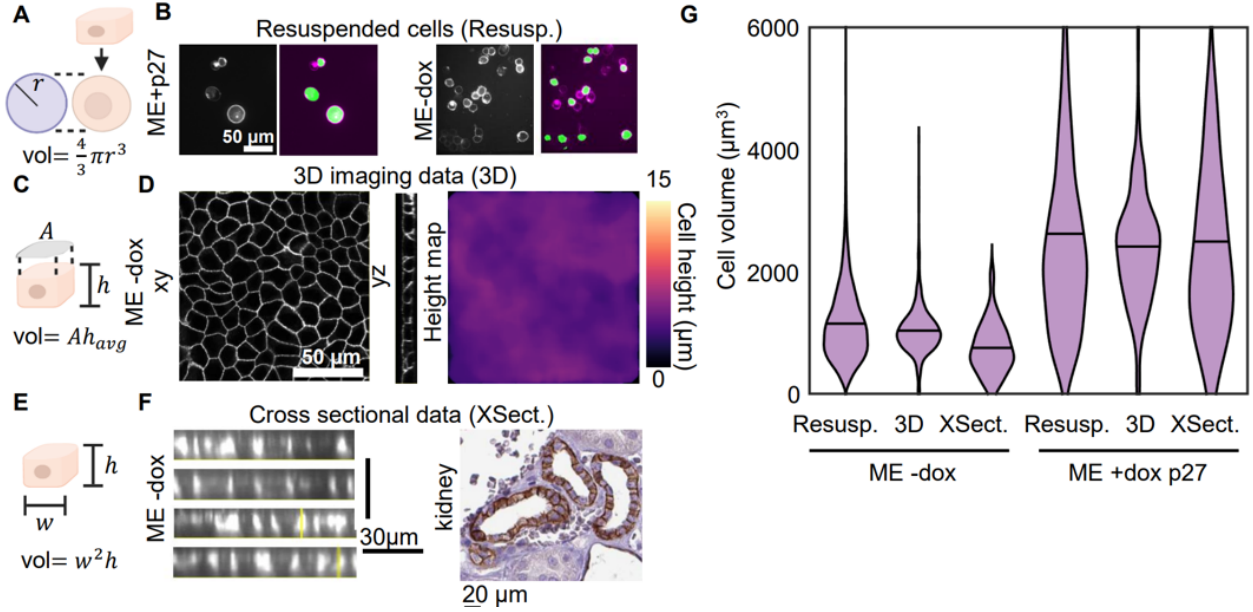 A
r
vol= 4/3 πr³
B
Resuspended cells (Resusp.)
ME+p27
50 µm
ME-dox
C
A
h
vol= Ah_avg
D
3D imaging data (3D)
ME -dox
xy
50 µm
yz
Height map
15
0
Cell height (µm)
E
h
w
vol= w²h
F
Cross sectional data (XSect.)
ME -dox
30µm
kidney
20 µm
G
Cell volume (µm³)
6000
4000
2000
0
Resusp. 3D XSect. Resusp. 3D XSect.
ME -dox ME +dox p27